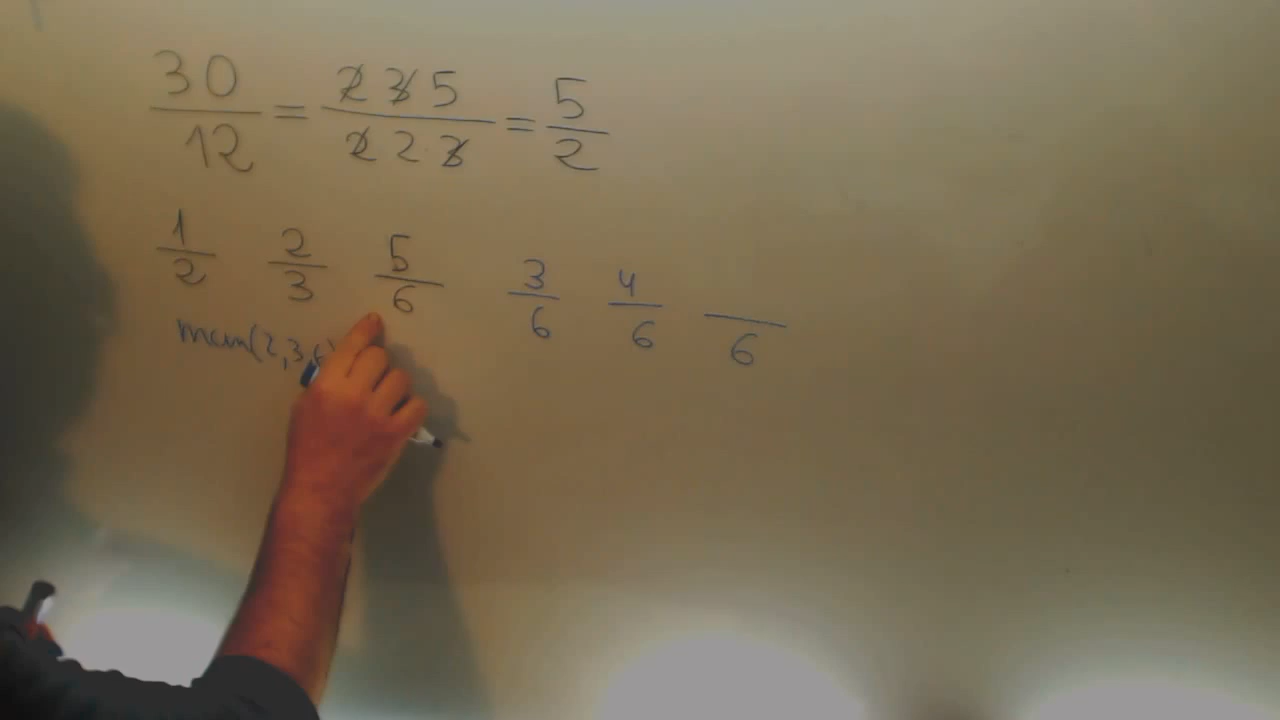 30/12 = 2 3 5/2 2 3 = 5/2
1/2 2/3 5/6 3/6 4/6 /6
mcm(2,3,6)